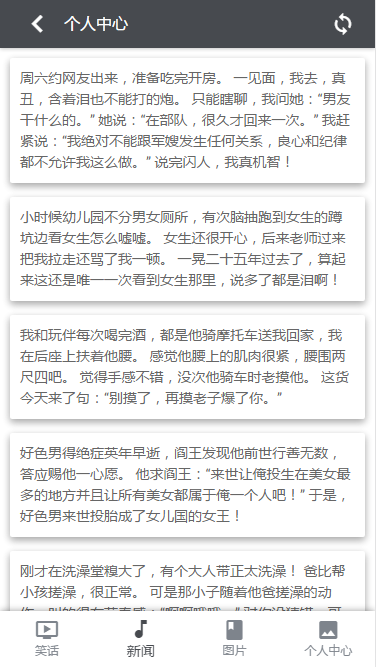 个人中心
周六约网友出来，准备吃完开房。 一见面，我去，真
丑，含着泪也不能打的炮。 只能瞎聊，我问她：“男友
干什么的。” 她说：“在部队，很久才回来一次。” 我赶
紧说：“我绝对不能跟军嫂发生任何关系，良心和纪律
都不允许我这么做。” 说完闪人，我真机智！
小时候幼儿园不分男女厕所，有次脑抽跑到女生的蹲
坑边看女生怎么嘘嘘。 女生还很开心，后来老师过来
把我拉走还骂了我一顿。 一晃二十五年过去了，算起
来这还是唯一一次看到女生那里，说多了都是泪啊！
我和玩伴每次喝完酒，都是他骑摩托车送我回家，我
在后座上扶着他腰。 感觉他腰上的肌肉很紧，腰围两
尺四吧。 觉得手感不错，没次他骑车时老摸他。 这货
今天来了句：“别摸了，再摸老子爆了你。”
好色男得绝症英年早逝，阎王发现他前世行善无数，
答应赐他一心愿。 他求阎王：“来世让俺投生在美女最
多的地方并且让所有美女都属于俺一个人吧！” 于是，
好色男来世投胎成了女儿国的女王！
刚才在洗澡堂糗大了，有个大人带正太洗澡！ 爸比帮
小孩搓澡，很正常。 可是那小子随着他爸搓澡的动
笑话
新闻
图片
个人中心